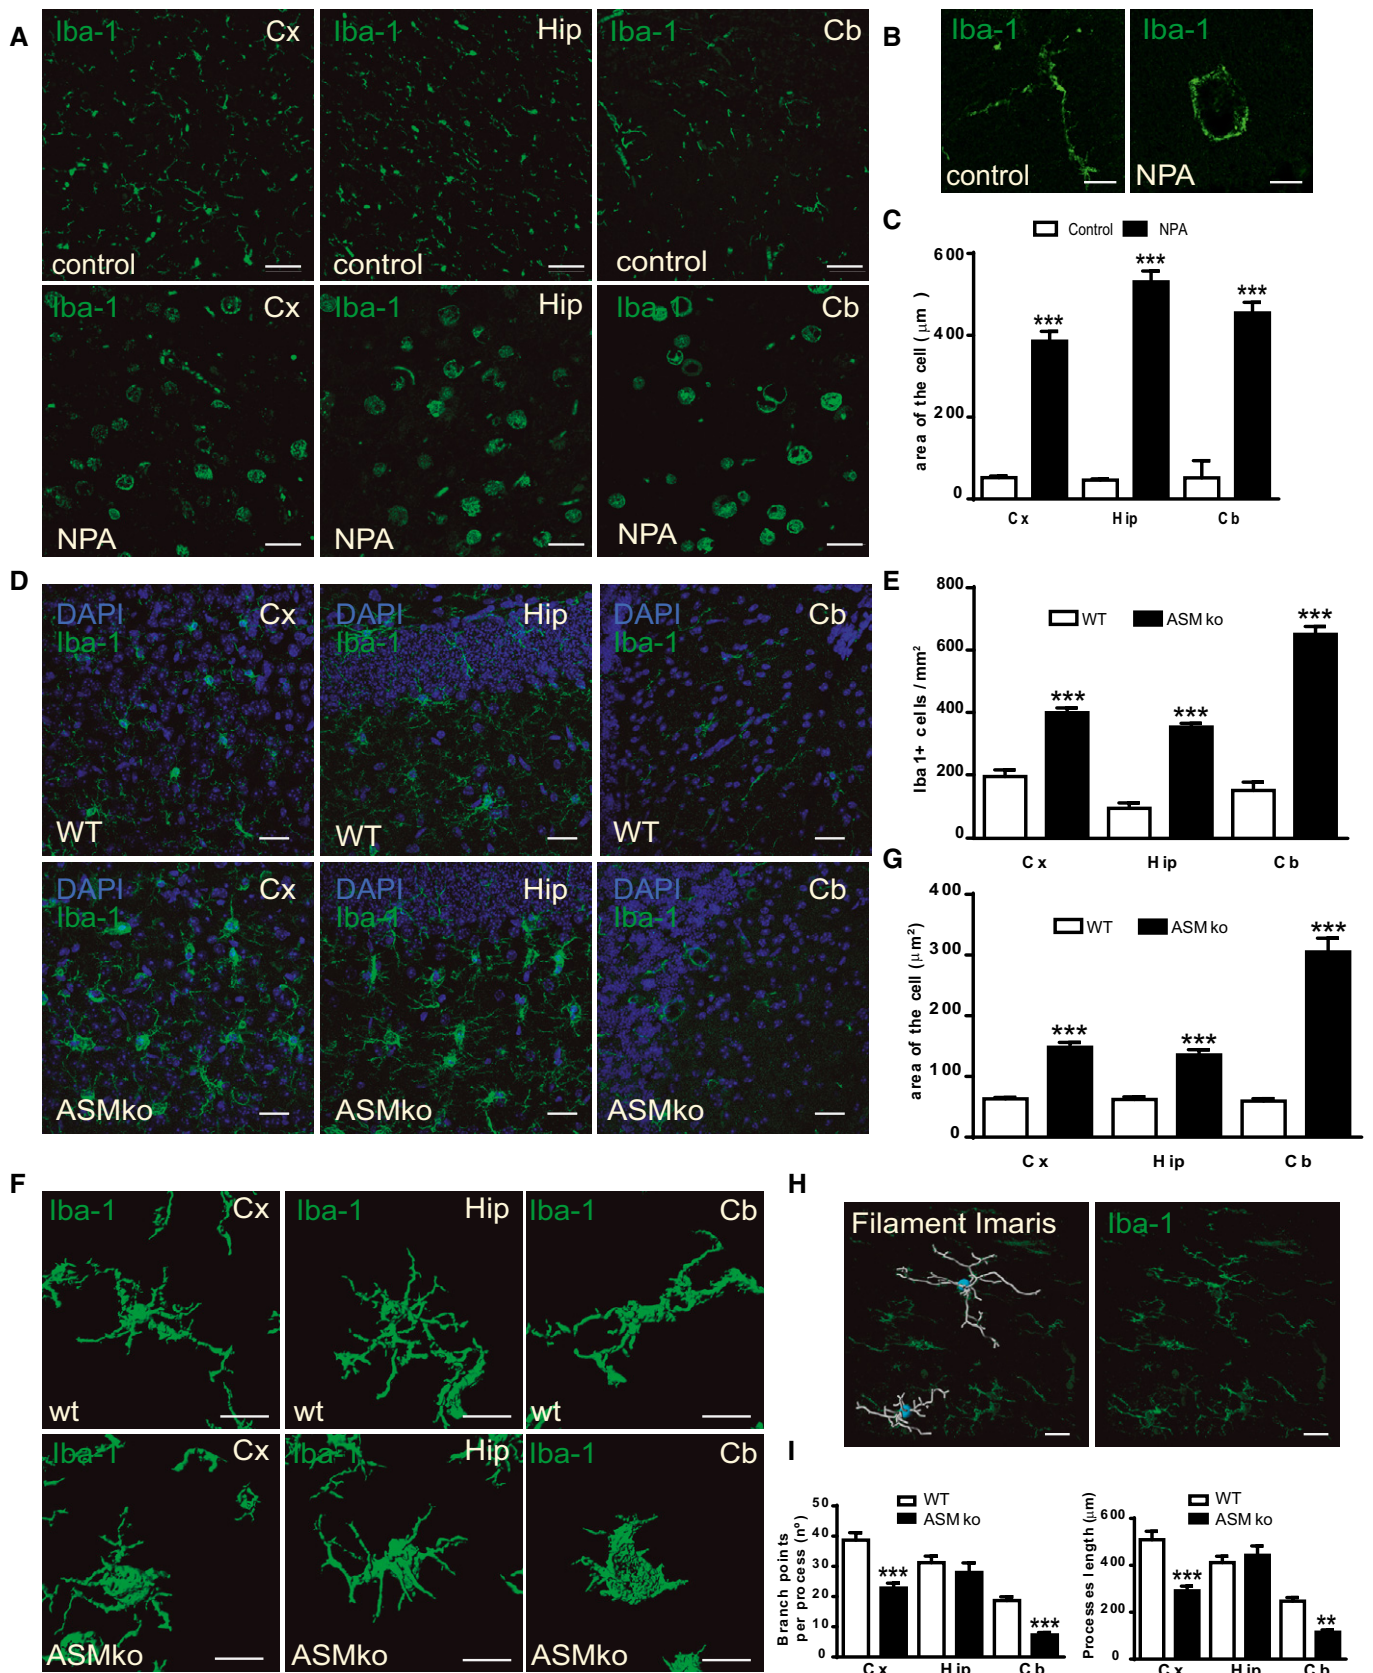 A
Iba-1 Cx
control
Iba-1 Hip
control
Iba-1 Cb
control
Iba-1 Cx
NPA
Iba-1 Hip
NPA
Iba-1 Cb
NPA
B
Iba-1
control
Iba-1
NPA
C
Control NPA
area of the cell (µm )
600
400
200
0
***
***
***
Cx Hip Cb
D
DAPI Cx
Iba-1
WT
DAPI Hip
Iba-1
WT
DAPI Cb
Iba-1
WT
DAPI Cx
Iba-1
ASMko
DAPI Hip
Iba-1
ASMko
DAPI Cb
Iba-1
ASMko
E
WT ASM ko
Iba1+ cells/mm²
800
600
400
200
0
***
***
***
Cx Hip Cb
G
WT ASM ko
area of the cell (µm²)
400
300
200
100
0
***
***
***
Cx Hip Cb
F
Iba-1 Cx
wt
Iba-1 Hip
wt
Iba-1 Cb
wt
Iba-1 Cx
ASMko
Iba-1 Hip
ASMko
Iba-1 Cb
ASMko
H
Filament Imaris
Iba-1
I
WT
ASM ko
Branch points
per process (nº)
50
40
30
20
10
0
***
***
Cx Hip Cb
WT
ASM ko
Processes length (µm)
600
400
200
0
***
**
Cx Hip Cb